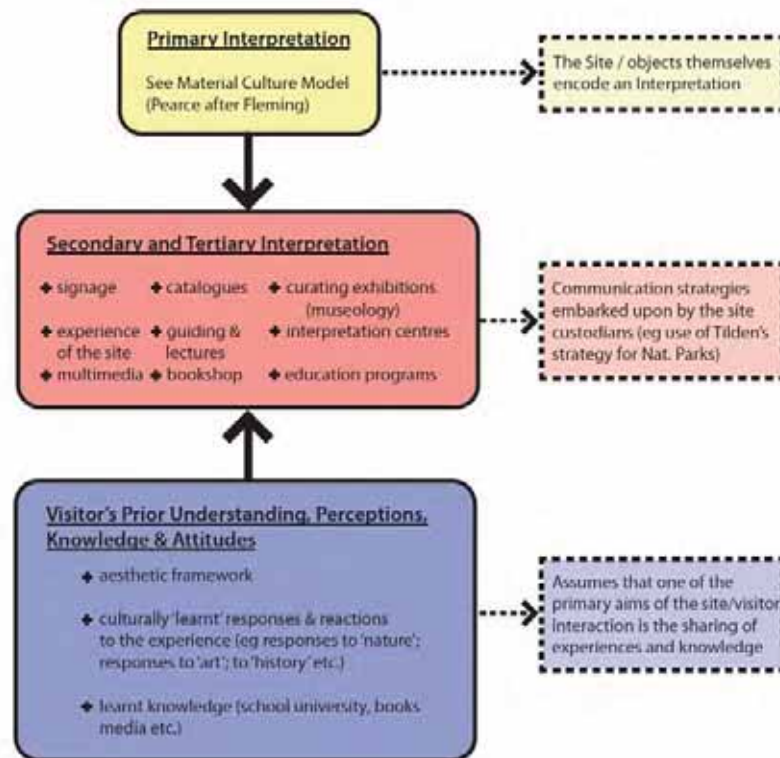 Primary Interpretation
See Material Culture Model
(Pearce after Fleming)
The Site / objects themselves
encode an Interpretation
Secondary and Tertiary Interpretation
✚ signage ✚ catalogues ✚ curating exhibitions
(museology)
✚ experience ✚ guiding & ✚ interpretation centres
of the site lectures
✚ multimedia ✚ bookshop ✚ education programs
Communication strategies
embarked upon by the site
custodians (eg use of Tilden's
strategy for Nat. Parks)
Visitor's Prior Understanding, Perceptions,
Knowledge & Attitudes
✚ aesthetic framework
✚ culturally 'learnt' responses & reactions
to the experience (eg responses to 'nature';
responses to 'art'; to 'history' etc.)
✚ learnt knowledge (school university, books
media etc.)
Assumes that one of the
primary aims of the site/visitor
interaction is the sharing of
experiences and knowledge